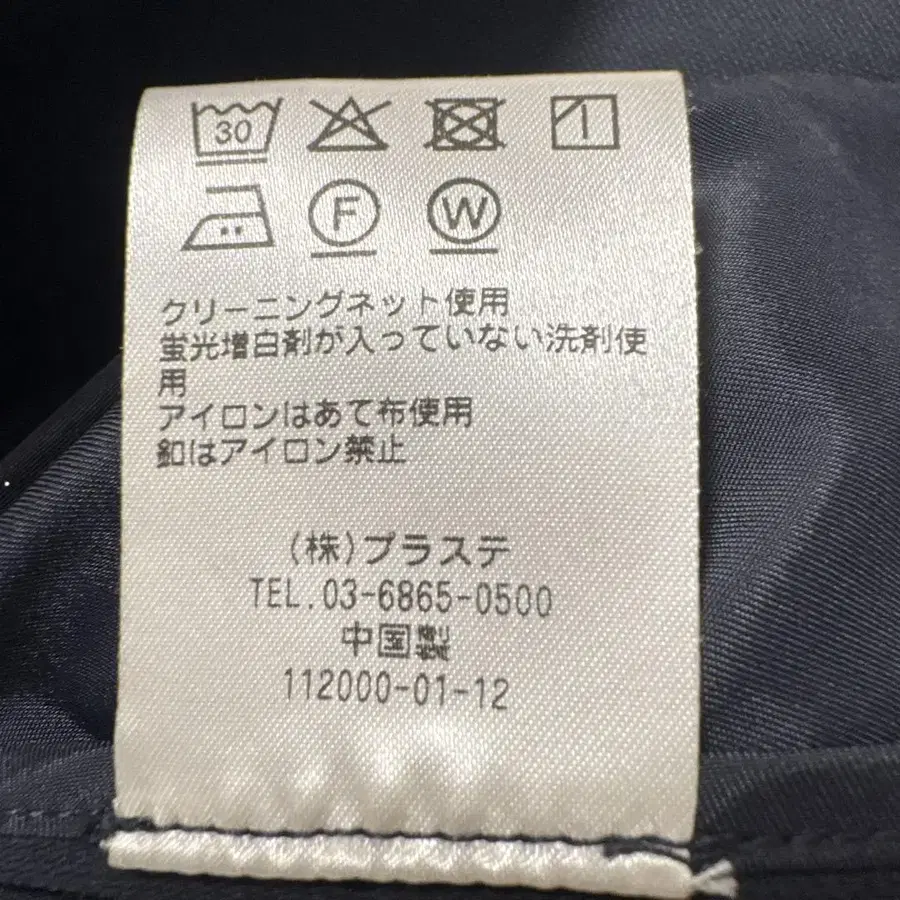 30
F W
クリーニングネット使用
蛍光増白剤が入っていない洗剤使
用
アイロンはあて布使用
釦はアイロン禁止
(株)プラステ
TEL.03-6865-0500
中国製
112000-01-12